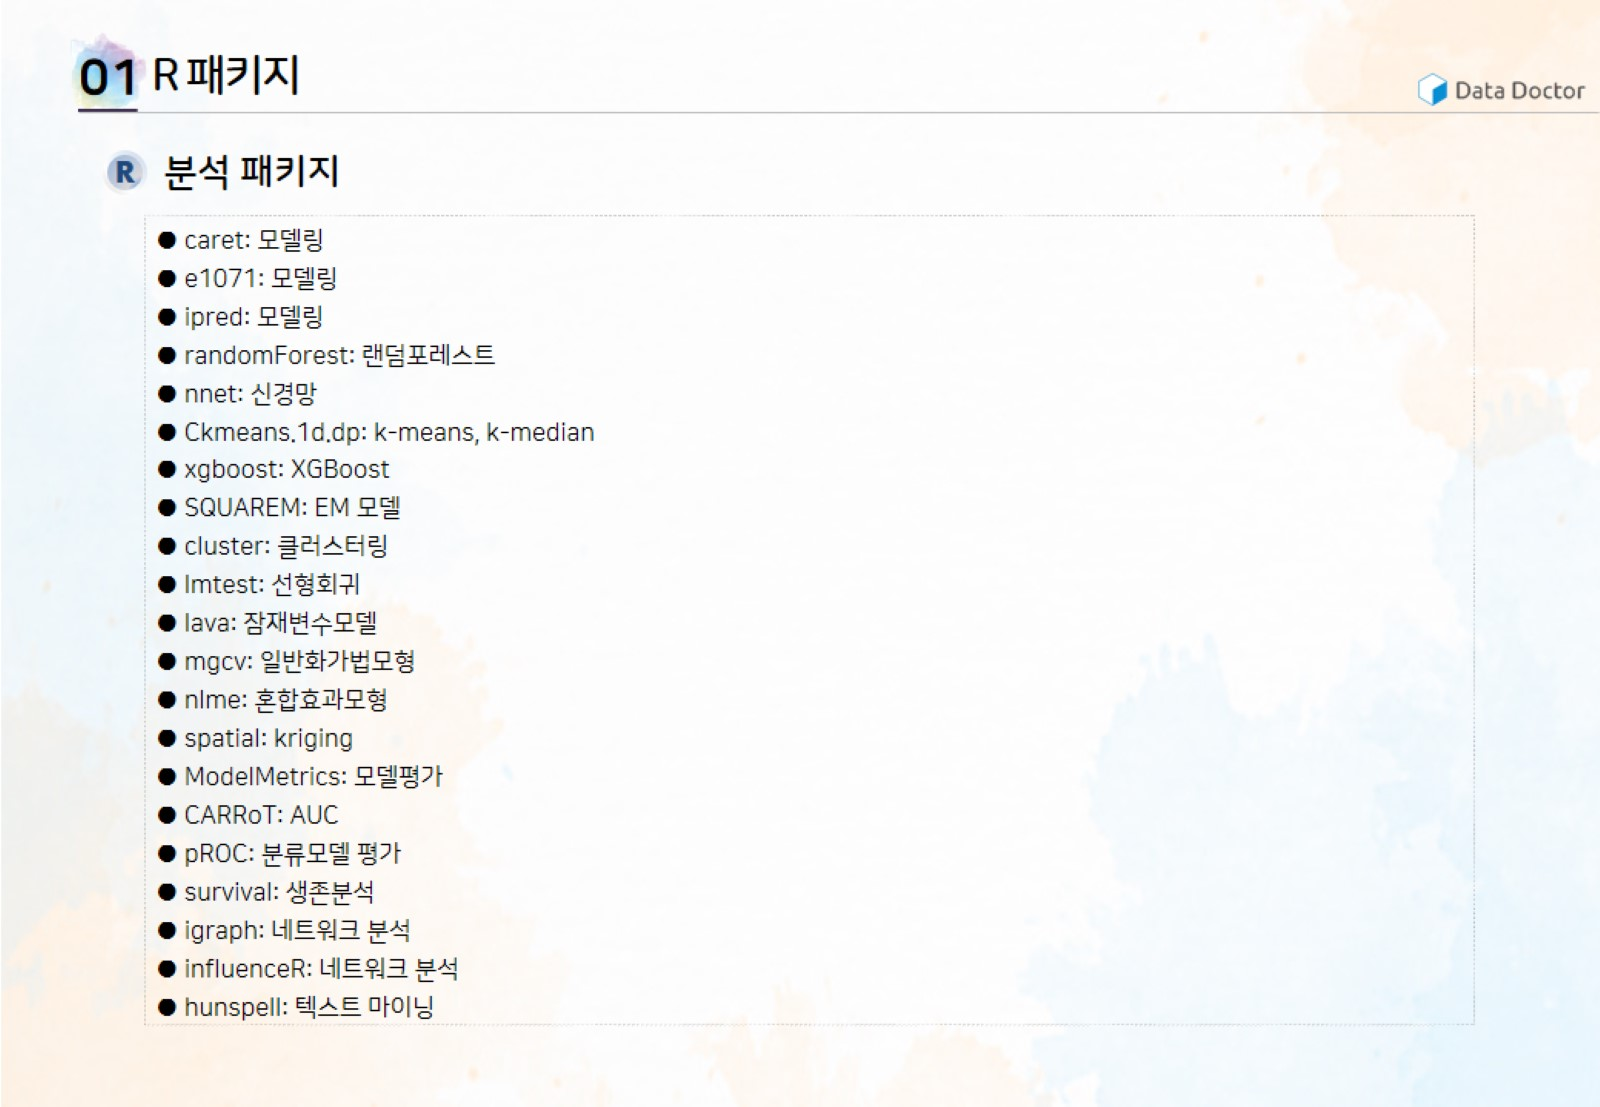 01 R 패키지
Data Doctor
R 분석 패키지
● caret: 모델링
● e1071: 모델링
● ipred: 모델링
● randomForest: 랜덤포레스트
● nnet: 신경망
● Ckmeans.1d.dp: k-means, k-median
● xgboost: XGBoost
● SQUAREM: EM 모델
● cluster: 클러스터링
● lmtest: 선형회귀
● lava: 잠재변수모델
● mgcv: 일반화가법모형
● nlme: 혼합효과모형
● spatial: kriging
● ModelMetrics: 모델평가
● CARRoT: AUC
● pROC: 분류모델 평가
● survival: 생존분석
● igraph: 네트워크 분석
● influenceR: 네트워크 분석
● hunspell: 텍스트 마이닝